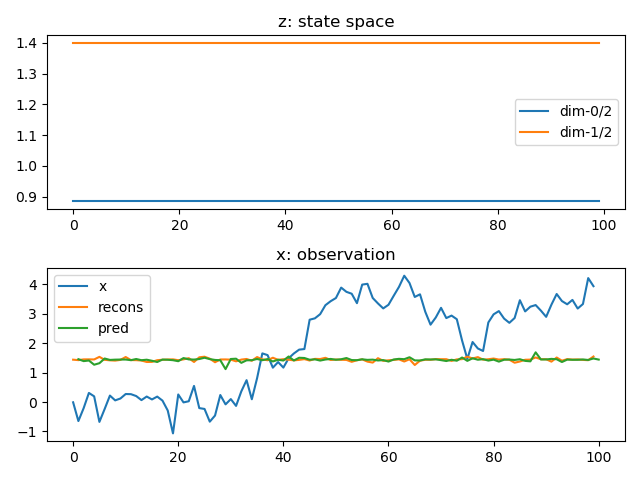 z: state space
1.4
1.3
1.2
1.1
1.0
0.9
dim-0/2
dim-1/2
0 20 40 60 80 100
x: observation
4
3
2
1
0
−1
x
recons
pred
0 20 40 60 80 100